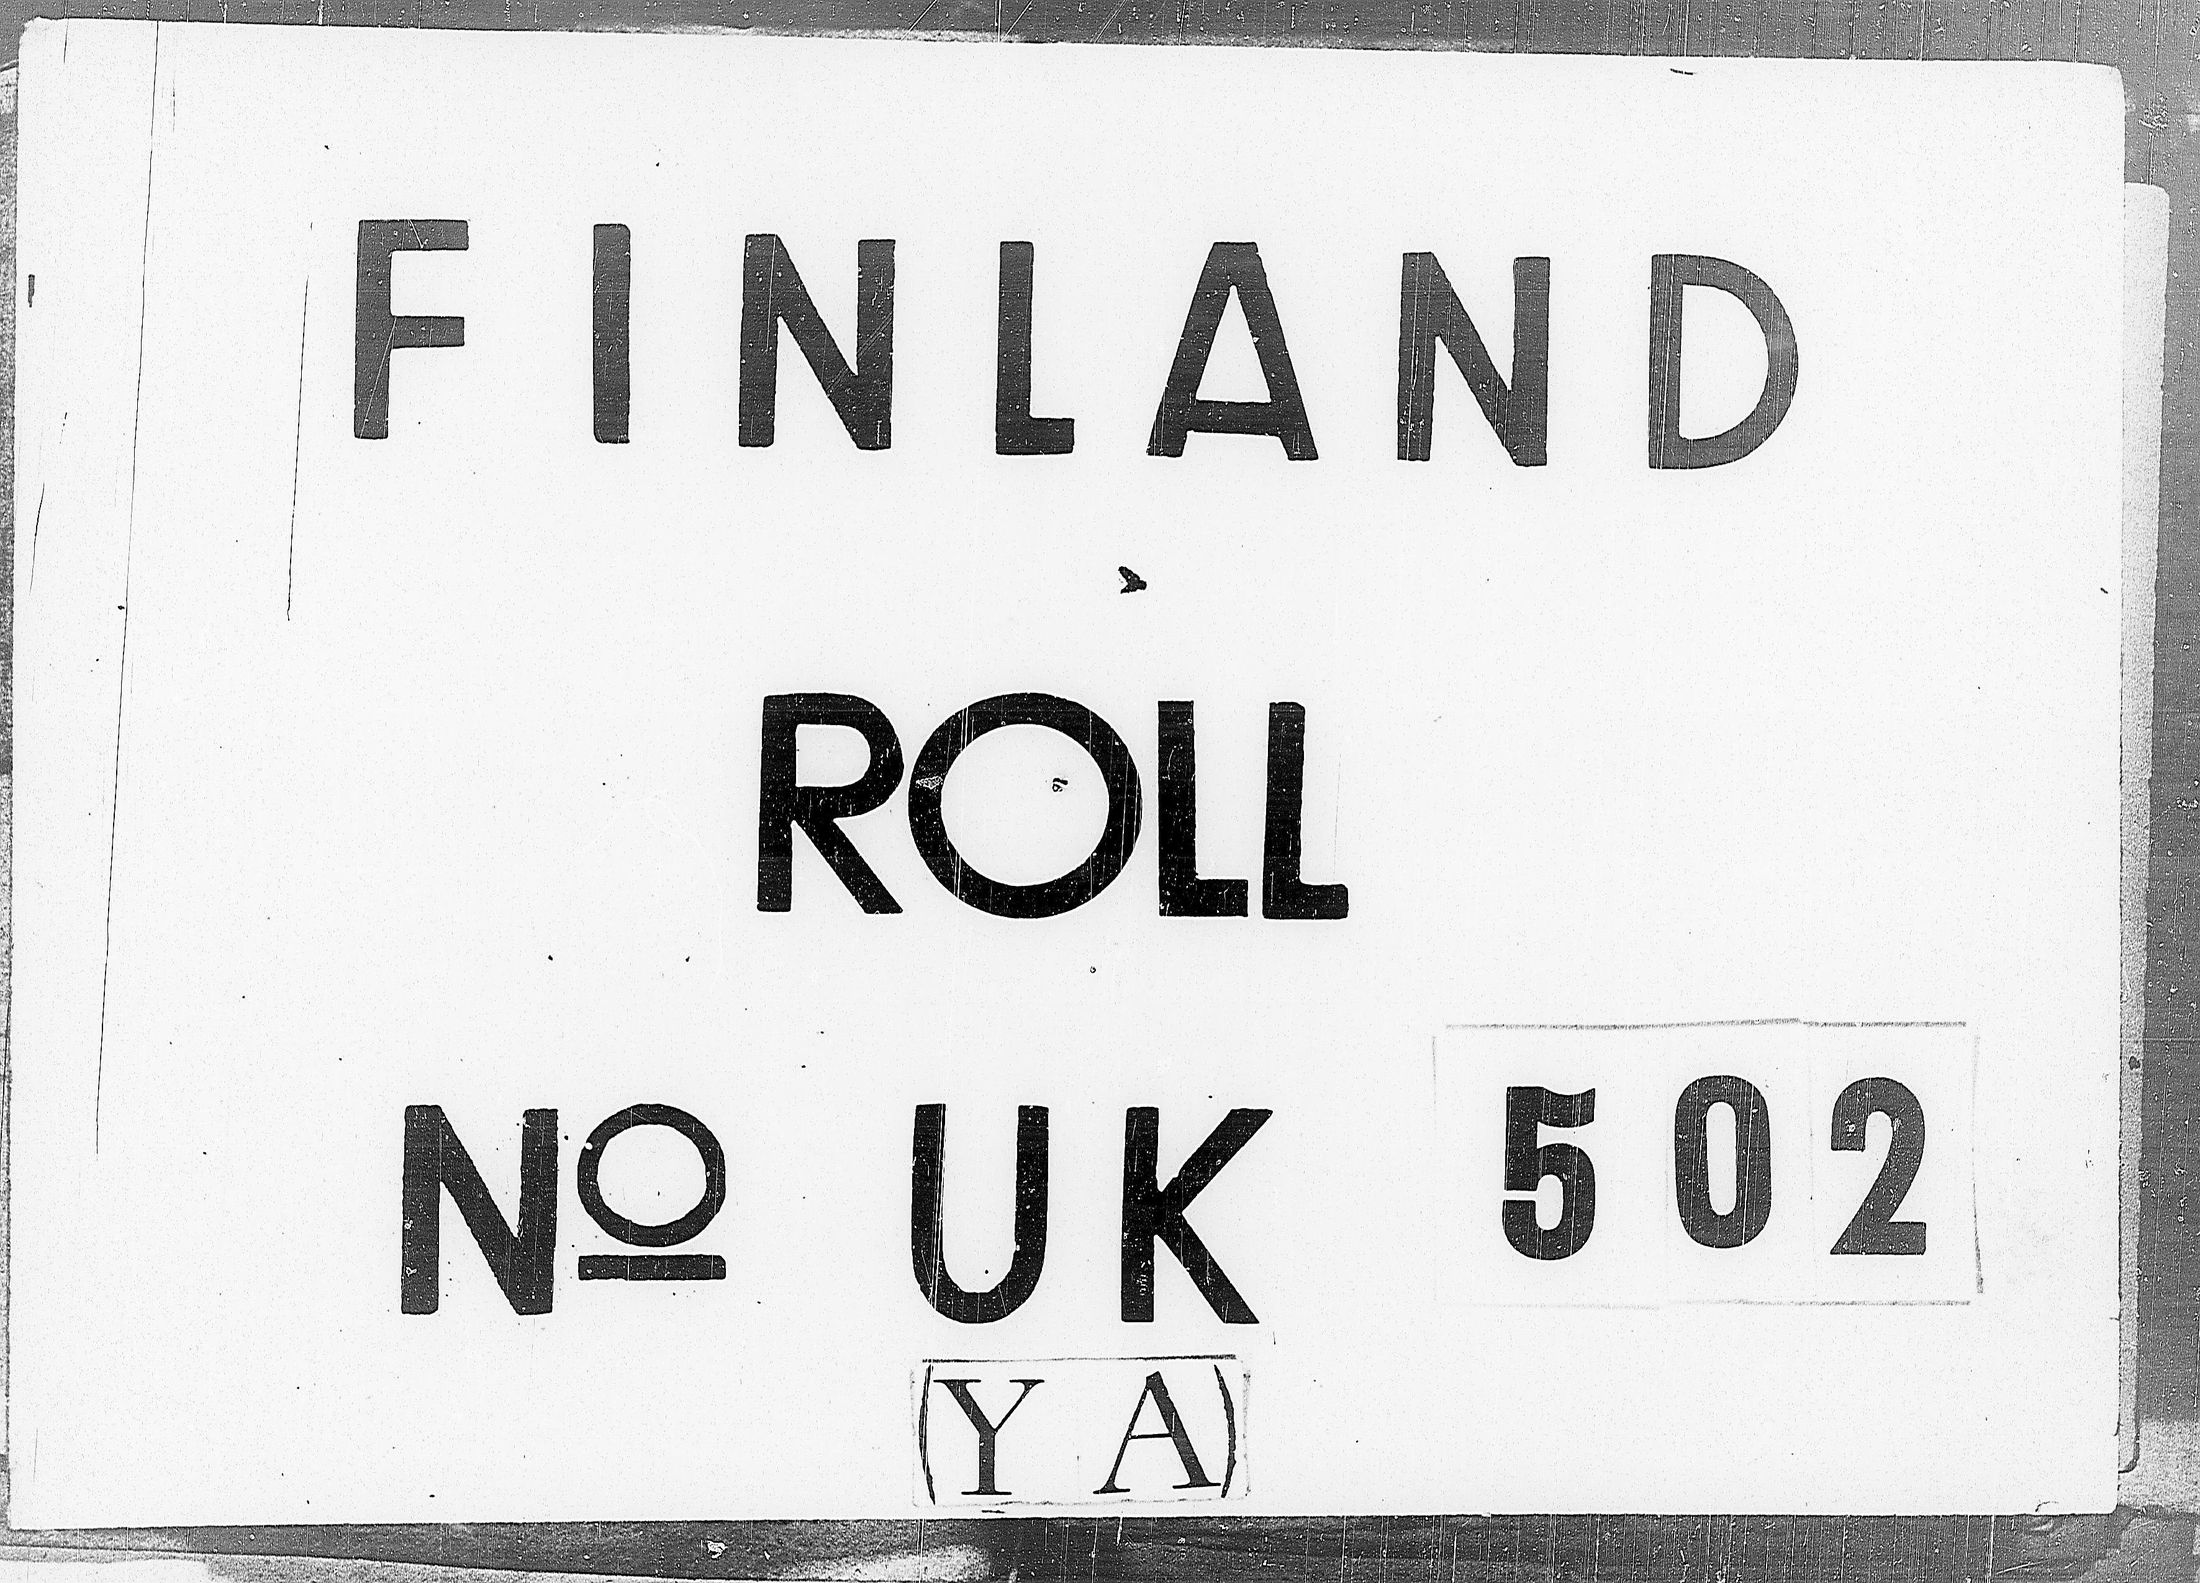 FINLAND
ROLL
Nº UK 502
(YA)